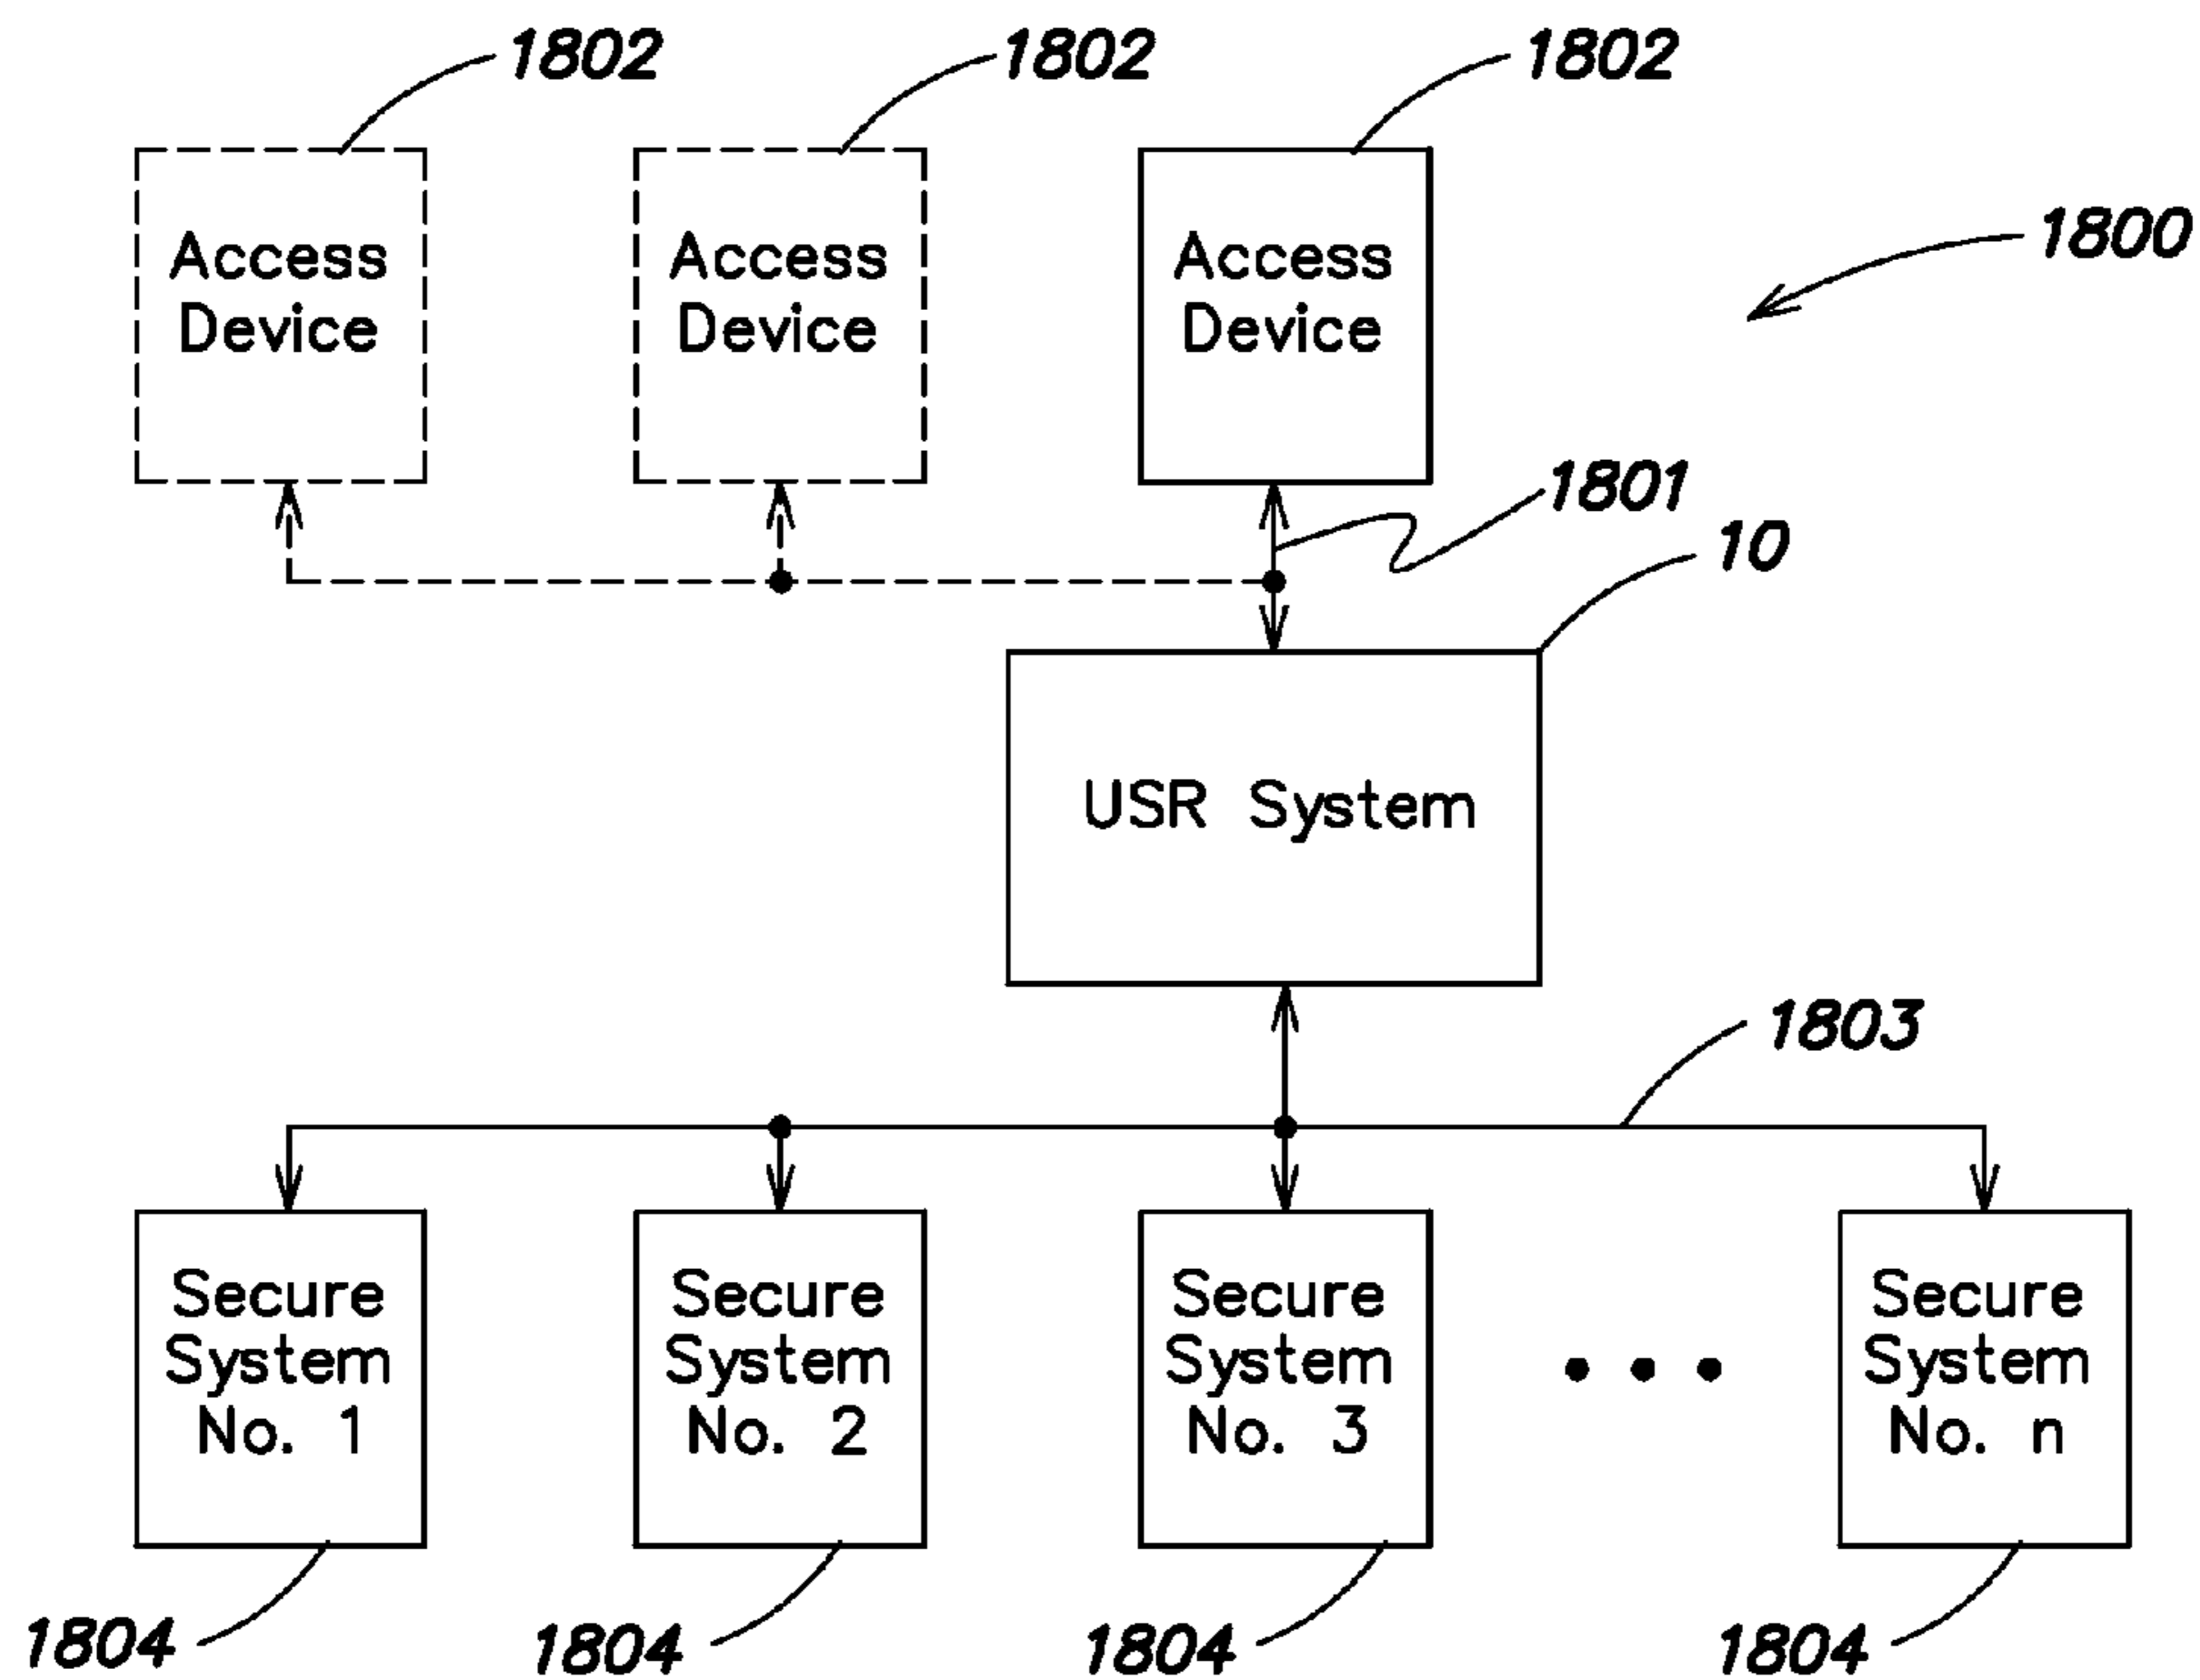 1802
1802
1802
Access
Device
Access
Device
Access
Device
1800
1801
10
USR System
1803
Secure
System
No. 1
Secure
System
No. 2
Secure
System
No. 3
Secure
System
No. n
1804
1804
1804
1804